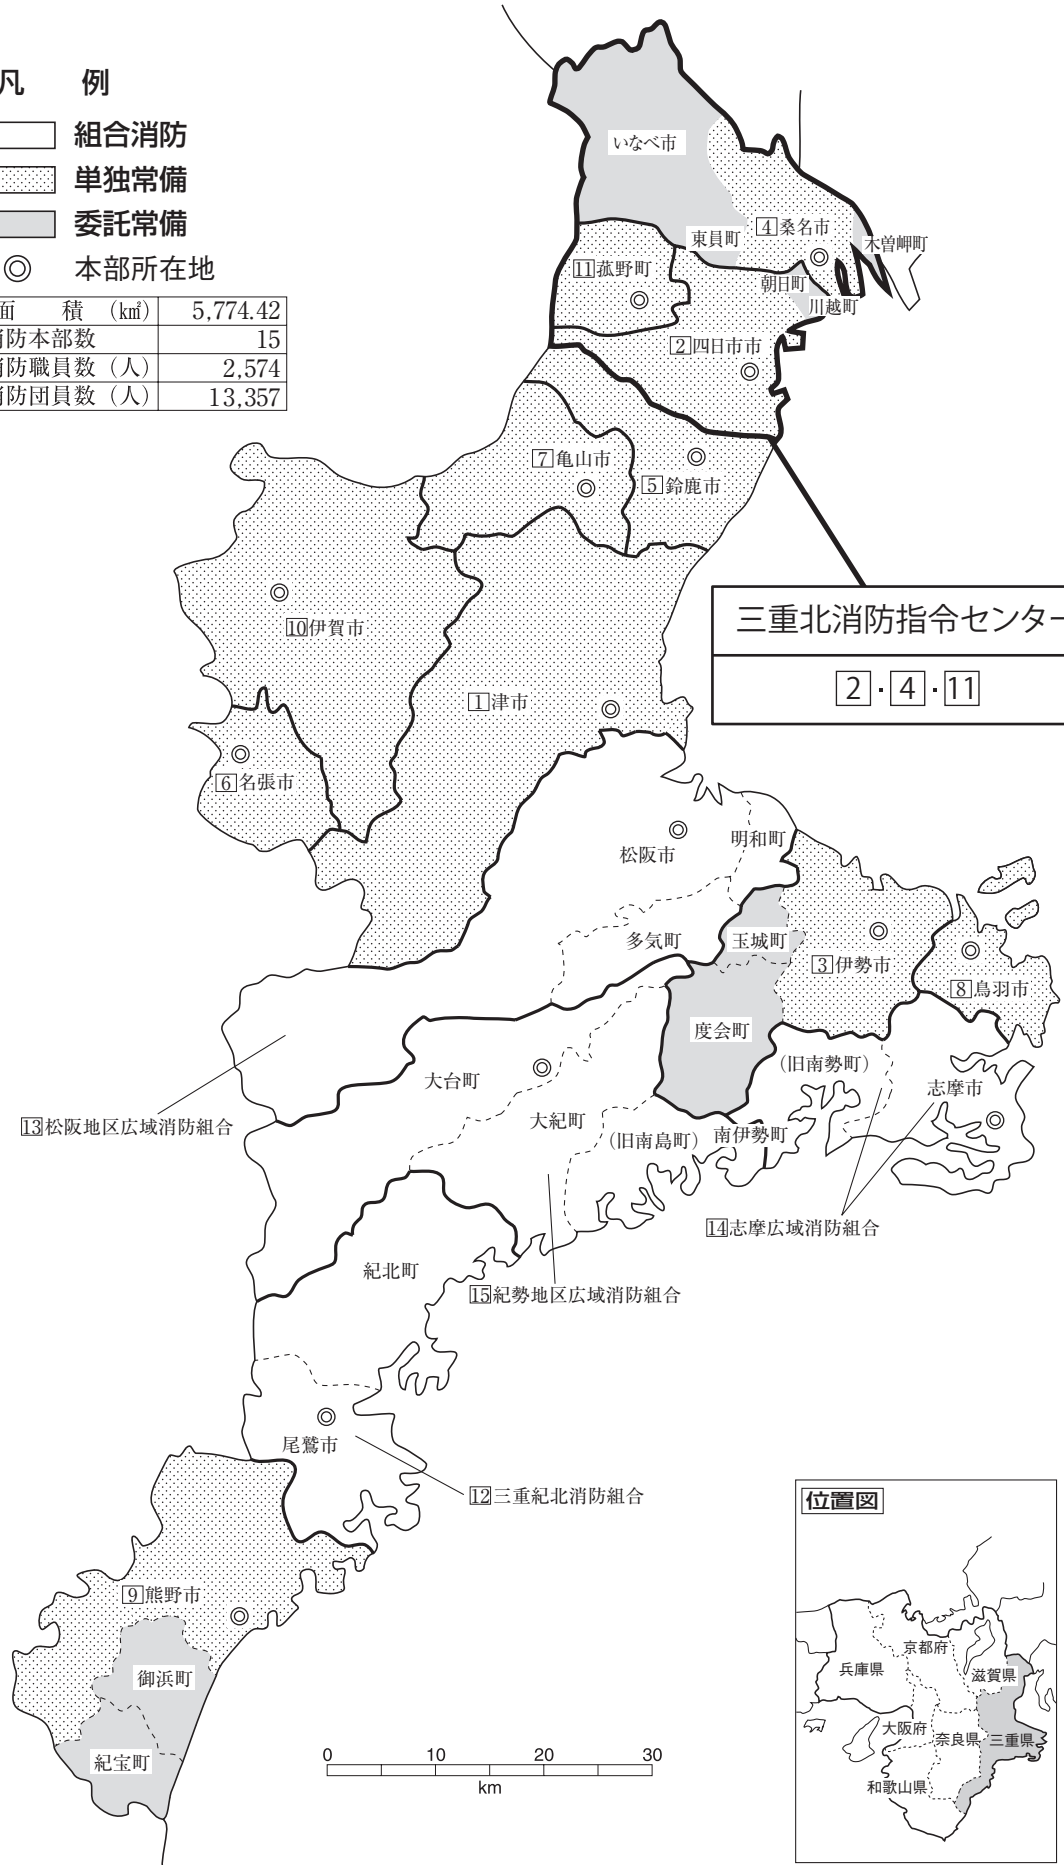 凡 例
組合消防
単独常備
委託常備
◎ 本部所在地
面 積 (㎢) 5,774.42
消防本部数 15
消防職員数（人） 2,574
消防団員数（人） 13,357
いなべ市
東員町
4 桑名市
木曽岬町
11 菰野町
朝日町
川越町
2 四日市市
7 亀山市
5 鈴鹿市
三重北消防指令センター
2・4・11
10 伊賀市
1 津市
6 名張市
松阪市
明和町
多気町
玉城町
3 伊勢市
8 鳥羽市
度会町
（旧南勢町）
志摩市
大台町
大紀町
（旧南島町）
南伊勢町
13 松阪地区広域消防組合
14 志摩広域消防組合
紀北町
15 紀勢地区広域消防組合
尾鷲市
12 三重紀北消防組合
9 熊野市
御浜町
紀宝町
0 10 20 30
km
位置図
京都府
兵庫県
滋賀県
大阪府
奈良県
三重県
和歌山県